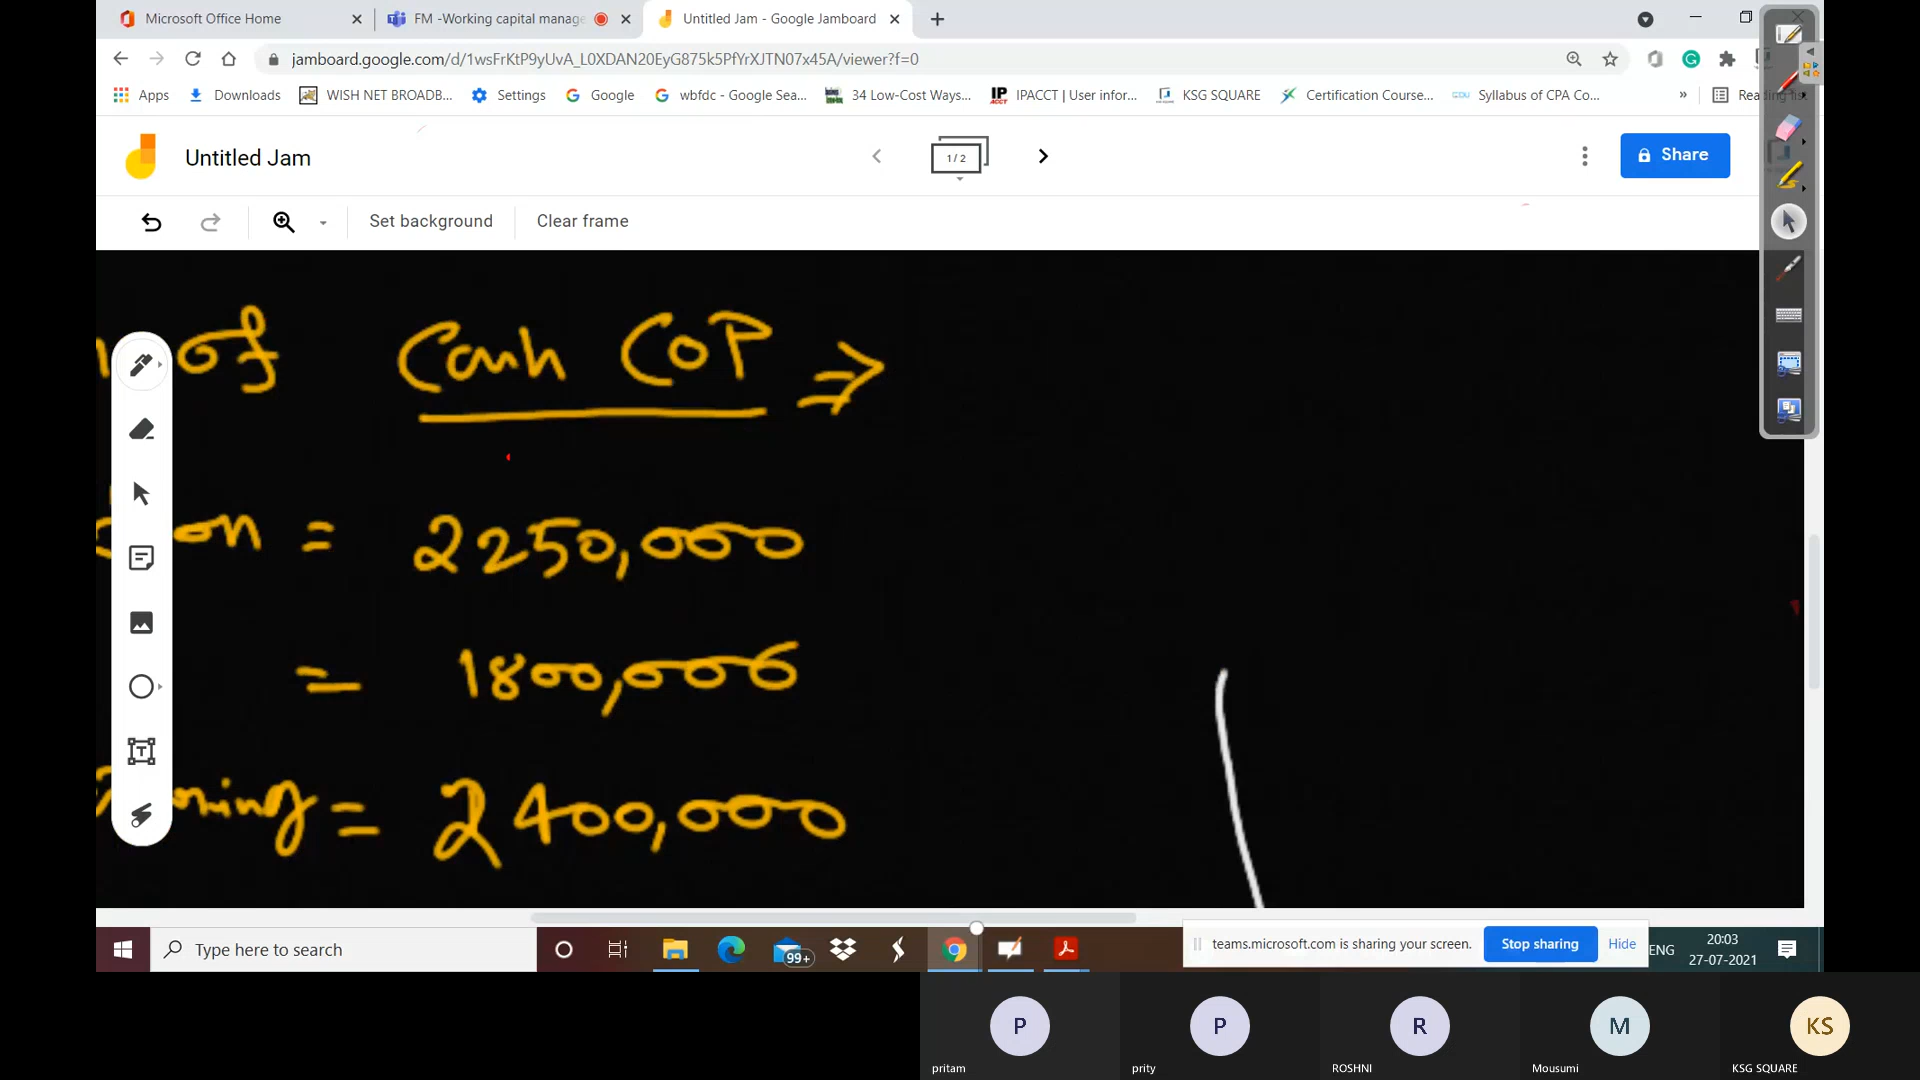 Microsoft Office Home
FM -Working capital manage
Untitled Jam - Google Jamboard
jamboard.google.com/d/1wsFrKtP9yUvA_L0XDAN20EyG875k5PfYrXJTN07x45A/viewer?f=0
Apps Downloads WISH NET BROADB... Settings Google wbfdc - Google Sea... 34 Low-Cost Ways... IPACCT | User infor... KSG SQUARE Certification Course... Syllabus of CPA Co... » Reading list
Untitled Jam
1 / 2
Share
Set background Clear frame
of Cash COP ⇒
on = 2250,000
= 1800,000
ning = 2400,000
Type here to search
99+
teams.microsoft.com is sharing your screen. Stop sharing Hide
ENG
20:03
27-07-2021
P P R M KS
pritam prity ROSHNI Mousumi KSG SQUARE